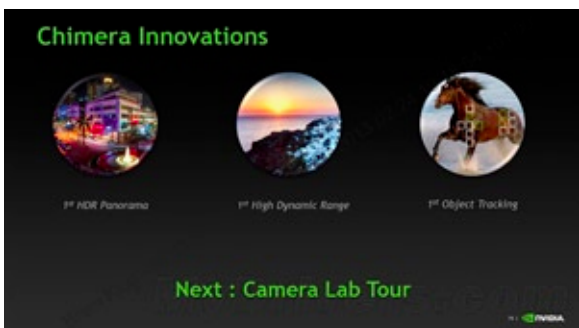 Chimera Innovations
1st HDR Panorama
1st High Dynamic Range
1st Object Tracking
Next : Camera Lab Tour
NVIDIA.